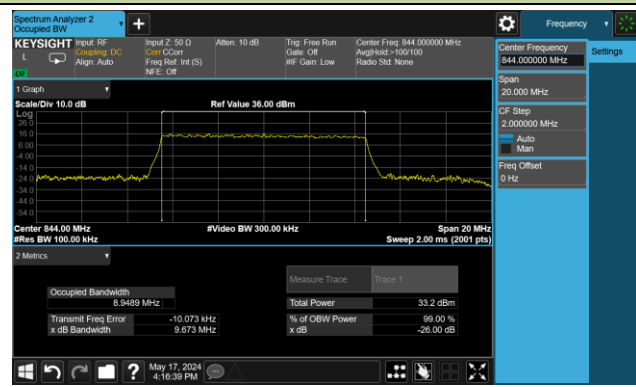 Spectrum Analyzer 2
Occupied BW
Frequency
KEYSIGHT
L
Input: RF
Coupling: DC
Align: Auto
Input Z: 50 Ω
Corr CCorr
Freq Ref: Int (S)
NFE: Off
Atten: 10 dB
Trig: Free Run
Gate: Off
#IF Gain: Low
Center Freq: 844.000000 MHz
Avg|Hold:>100/100
Radio Std: None
Center Frequency
844.000000 MHz
Settings
Span
20.000 MHz
CF Step
2.000000 MHz
Auto
Man
Freq Offset
0 Hz
1 Graph
Scale/Div 10.0 dB
Ref Value 36.00 dBm
Log
26.0
16.0
6.00
-4.00
-14.0
-24.0
-34.0
-44.0
-54.0
Center 844.00 MHz
#Video BW 300.00 kHz
Span 20 MHz
#Res BW 100.00 kHz
Sweep 2.00 ms (2001 pts)
2 Metrics
Measure Trace
Trace 1
Occupied Bandwidth
8.9489 MHz
Total Power
33.2 dBm
Transmit Freq Error
-10.073 kHz
% of OBW Power
99.00 %
x dB Bandwidth
9.673 MHz
x dB
-26.00 dB
May 17, 2024
4:16:39 PM